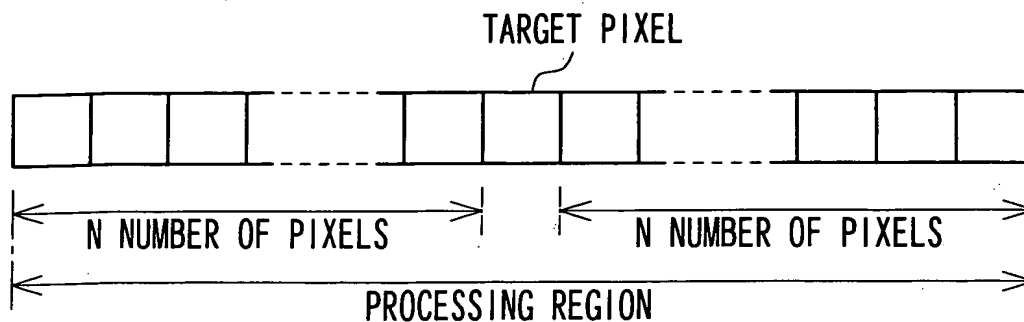 TARGET PIXEL
N NUMBER OF PIXELS
N NUMBER OF PIXELS
PROCESSING REGION